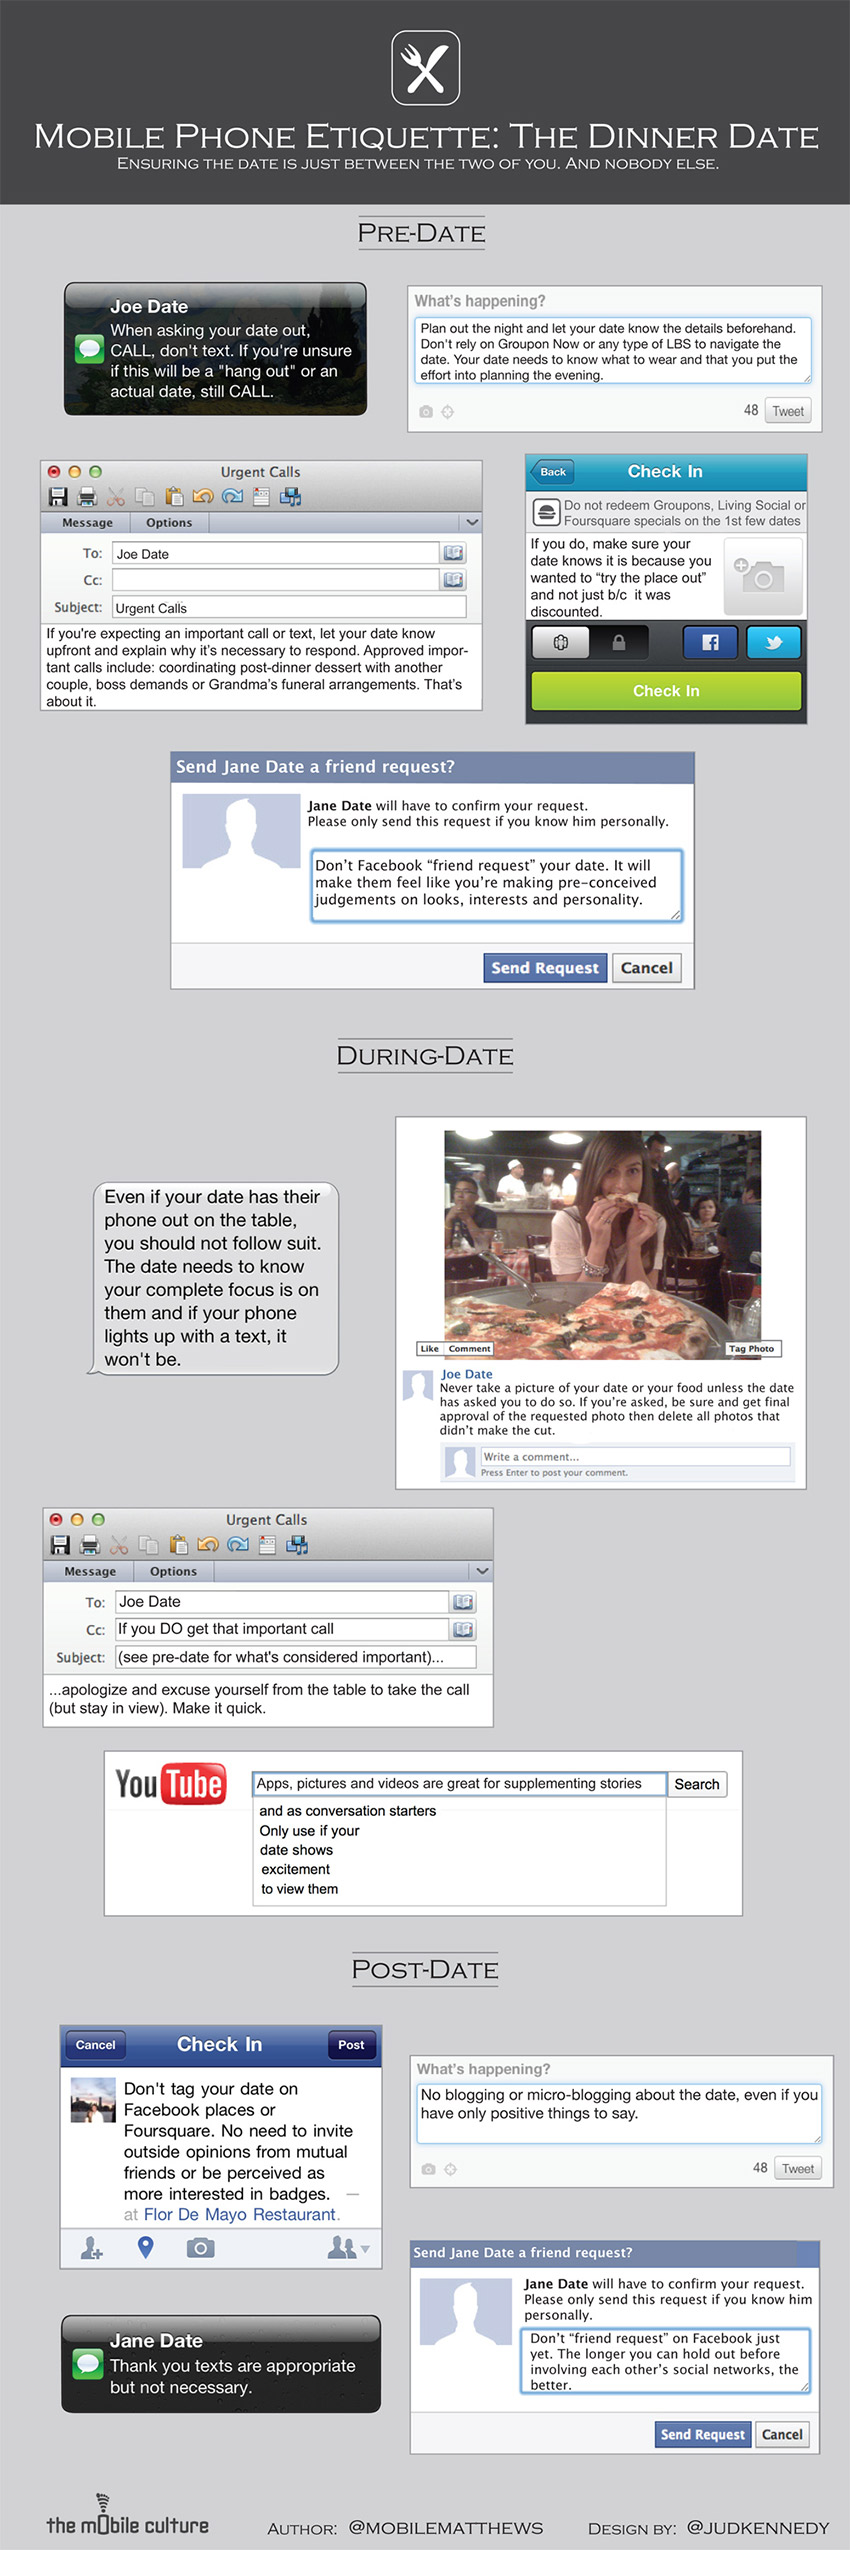 Mobile Phone Etiquette: The Dinner Date
Ensuring the date is just between the two of you. And nobody else.
Pre-Date
Joe Date
When asking your date out,
CALL, don't text. If you're unsure
if this will be a "hang out" or an
actual date, still CALL.
What's happening?
Plan out the night and let your date know the details beforehand.
Don't rely on Groupon Now or any type of LBS to navigate the
date. Your date needs to know what to wear and that you put the
effort into planning the evening.
48 Tweet
Urgent Calls
Message Options
To: Joe Date
Cc:
Subject: Urgent Calls
If you're expecting an important call or text, let your date know
upfront and explain why it's necessary to respond. Approved impor-
tant calls include: coordinating post-dinner dessert with another
couple, boss demands or Grandma's funeral arrangements. That's
about it.
Back Check In
Do not redeem Groupons, Living Social or
Foursquare specials on the 1st few dates
If you do, make sure your
date knows it is because you
wanted to "try the place out"
and not just b/c it was
discounted.
Check In
Send Jane Date a friend request?
Jane Date will have to confirm your request.
Please only send this request if you know him personally.
Don't Facebook "friend request" your date. It will
make them feel like you're making pre-conceived
judgements on looks, interests and personality.
Send Request Cancel
During-Date
Even if your date has their
phone out on the table,
you should not follow suit.
The date needs to know
your complete focus is on
them and if your phone
lights up with a text, it
won't be.
Like Comment Tag Photo
Joe Date
Never take a picture of your date or your food unless the date
has asked you to do so. If you're asked, be sure and get final
approval of the requested photo then delete all photos that
didn't make the cut.
Write a comment...
Press Enter to post your comment.
Urgent Calls
Message Options
To: Joe Date
Cc: If you DO get that important call
Subject: (see pre-date for what's considered important)...
...apologize and excuse yourself from the table to take the call
(but stay in view). Make it quick.
YouTube
Apps, pictures and videos are great for supplementing stories Search
and as conversation starters
Only use if your
date shows
excitement
to view them
Post-Date
Cancel Check In Post
Don't tag your date on
Facebook places or
Foursquare. No need to invite
outside opinions from mutual
friends or be perceived as
more interested in badges. —
at Flor De Mayo Restaurant.
What's happening?
No blogging or micro-blogging about the date, even if you
have only positive things to say.
48 Tweet
Jane Date
Thank you texts are appropriate
but not necessary.
Send Jane Date a friend request?
Jane Date will have to confirm your request.
Please only send this request if you know him
personally.
Don't "friend request" on Facebook just
yet. The longer you can hold out before
involving each other's social networks, the
better.
Send Request Cancel
the mObile culture
Author: @mobilematthews Design by: @judkennedy